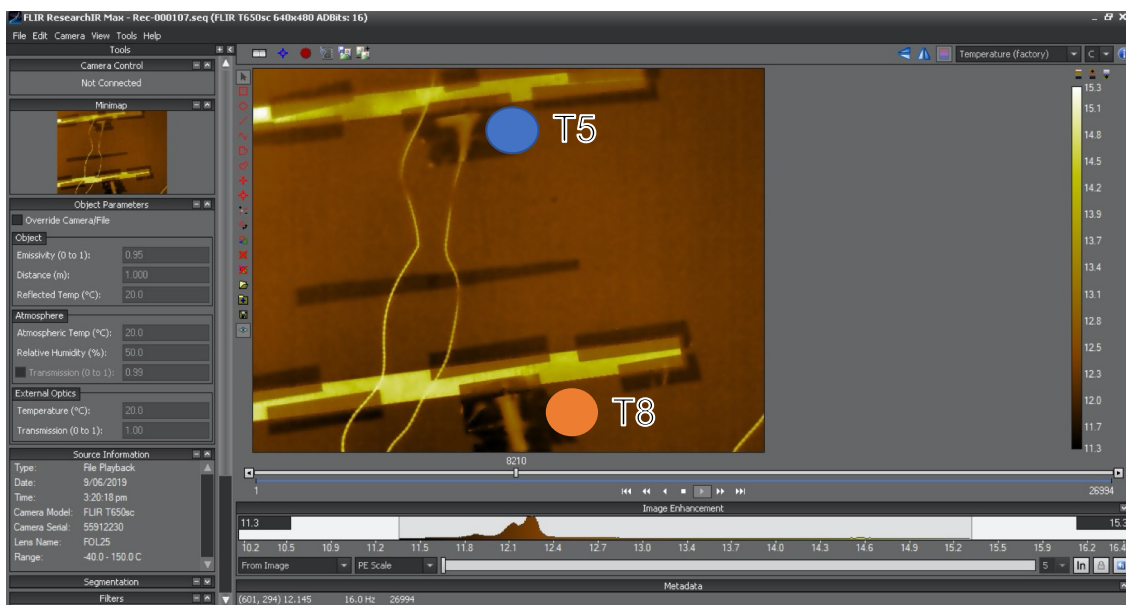 FLIR ResearchIR Max - Rec-000107.seq (FLIR T650sc 640x480 ADBits: 16)
File Edit Camera View Tools Help
Tools
Temperature (factory) C
Camera Control
Not Connected
Minimap
Object Parameters
Override Camera/File
Object
Emissivity (0 to 1): 0.95
Distance (m): 1.000
Reflected Temp (°C): 20.0
Atmosphere
Atmospheric Temp (°C): 20.0
Relative Humidity (%): 50.0
Transmission (0 to 1): 0.99
External Optics
Temperature (°C): 20.0
Transmission (0 to 1): 1.00
Source Information
Type: File Playback
Date: 9/06/2019
Time: 3:20:18 pm
Camera Model: FLIR T650sc
Camera Serial: 55912230
Lens Name: FOL25
Range: -40.0 - 150.0 C
Segmentation
Filters
T5
T8
15.3
15.1
14.8
14.5
14.2
13.9
13.7
13.4
13.1
12.8
12.5
12.3
12.0
11.7
11.3
8210
1 26994
Image Enhancement
11.3 15.3
10.2 10.5 10.9 11.2 11.5 11.8 12.1 12.4 12.7 13.0 13.4 13.7 14.0 14.3 14.6 14.9 15.2 15.5 15.9 16.2 16.4
From Image PE Scale 5 In
Metadata
(601, 294) 12.145 16.0 Hz 26994